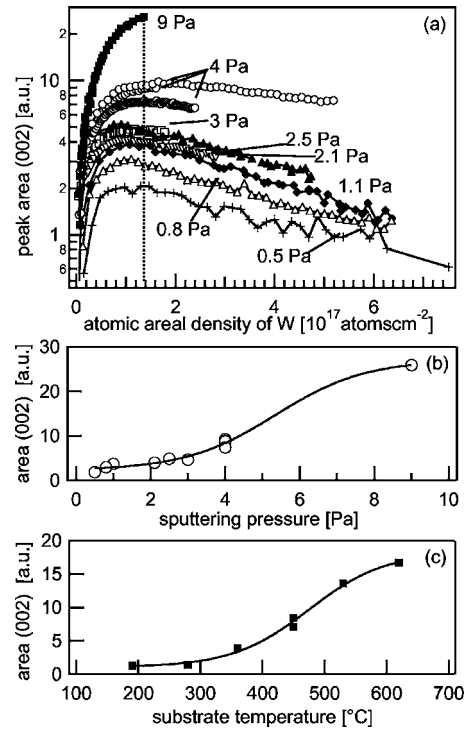 (a)
peak area (002) [a.u.]
2
10
8
6
4
2
1
8
6
9 Pa
4 Pa
3 Pa
2.5 Pa
2.1 Pa
1.1 Pa
0.8 Pa
0.5 Pa
0 2 4 6
atomic areal density of W [10^17 atomscm^-2]
(b)
area (002) [a.u.]
30
20
10
0
0 2 4 6 8 10
sputtering pressure [Pa]
(c)
area (002) [a.u.]
20
15
10
5
0
100 200 300 400 500 600 700
substrate temperature [°C]